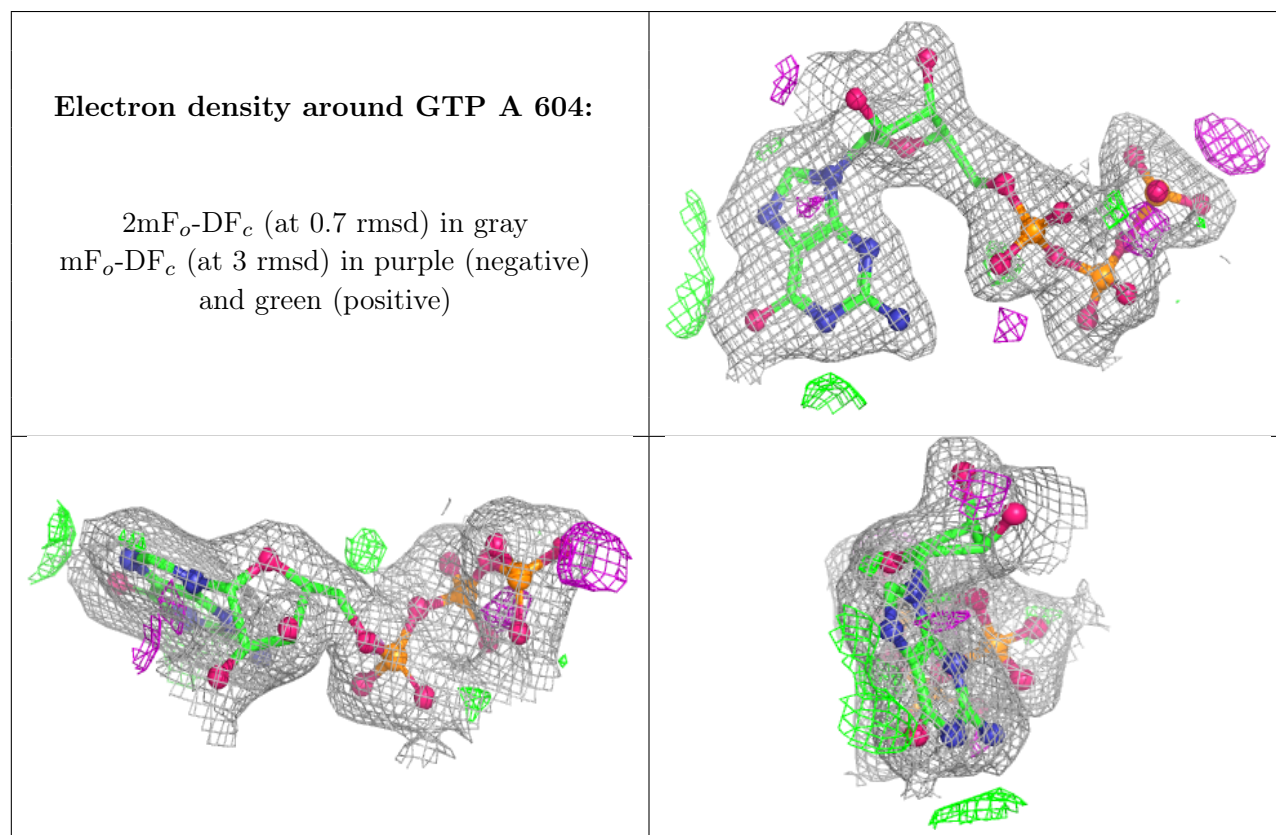 Electron density around GTP A 604:
2mFo-DFc (at 0.7 rmsd) in gray
mFo-DFc (at 3 rmsd) in purple (negative)
and green (positive)